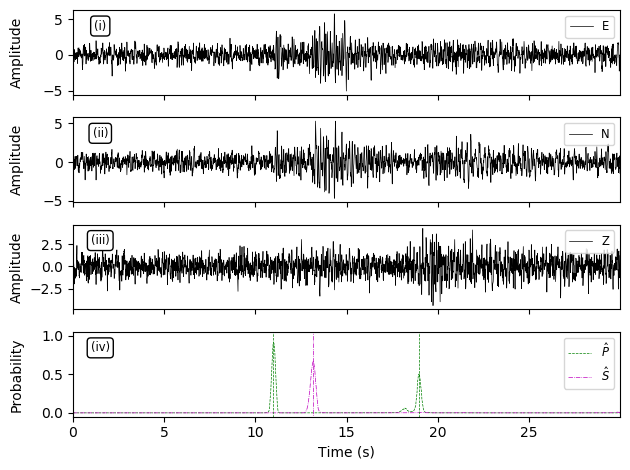 (i)
E
Amplitude
5
0
−5
(ii)
N
Amplitude
5
0
−5
(iii)
Z
Amplitude
2.5
0.0
−2.5
(iv)
P̂
Ŝ
Probability
1.0
0.5
0.0
0 5 10 15 20 25
Time (s)